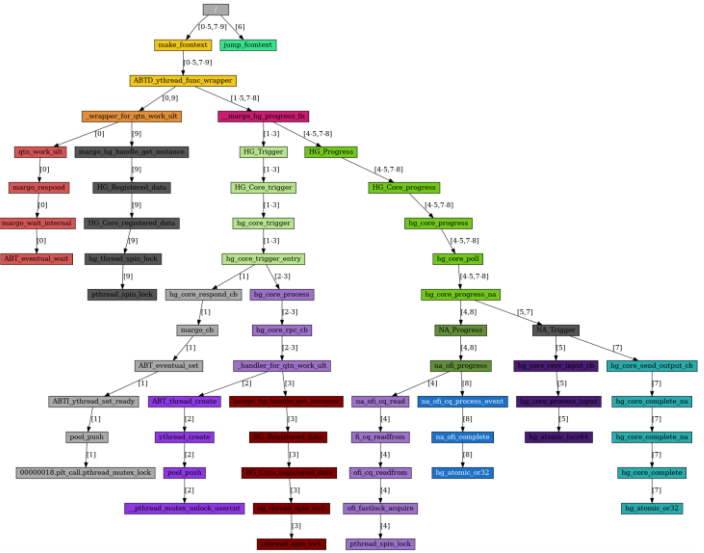 /
[0-5,7-9]
[6]
make_fcontext
jump_fcontext
[0-5,7-9]
ABTD_ythread_func_wrapper
[0,9]
[1-5,7-8]
_wrapper_for_qtn_work_ult
__margo_hg_progress_fn
[0]
[9]
[1-3]
[4-5,7-8]
qtn_work_ult
margo_hg_handle_get_instance
HG_Trigger
HG_Progress
[0]
[9]
[1-3]
[4-5,7-8]
margo_respond
HG_Registered_data
HG_Core_trigger
HG_Core_progress
[0]
[9]
[1-3]
[4-5,7-8]
margo_wait_internal
HG_Core_registered_data
hg_core_trigger
hg_core_progress
[0]
[9]
[1-3]
[4-5,7-8]
ABT_eventual_wait
hg_thread_spin_lock
hg_core_trigger_entry
hg_core_poll
[9]
[1]
[2-3]
[4-5,7-8]
pthread_spin_lock
hg_core_respond_cb
hg_core_process
hg_core_progress_na
[1]
[2-3]
[4,8]
[5,7]
margo_cb
hg_core_rpc_cb
NA_Progress
NA_Trigger
[1]
[2-3]
[4,8]
[5]
[7]
ABT_eventual_set
_handler_for_qtn_work_ult
na_ofi_progress
hg_core_send_output_cb
[1]
[2]
[3]
[4]
[8]
[5]
[7]
ABTI_ythread_set_ready
ABT_thread_create
margo_hg_handle_get_instance
na_ofi_cq_read
na_ofi_cq_process_event
hg_core_process_input
hg_core_complete_na
[1]
[2]
[3]
[4]
[8]
[5]
[7]
pool_push
ythread_create
HG_Registered_data
fi_cq_readfrom
na_ofi_complete
hg_core_complete_na
[1]
[2]
[3]
[4]
[8]
[7]
00000018.plt_call.pthread_mutex_lock
pool_push
HG_Core_registered_data
ofi_cq_readfrom
hg_atomic_or32
hg_core_complete
[2]
[3]
[4]
[7]
__pthread_mutex_unlock_usercnt
hg_thread_spin_lock
ofi_fastlock_acquire
hg_atomic_or32
[3]
[4]
pthread_spin_lock
pthread_spin_lock